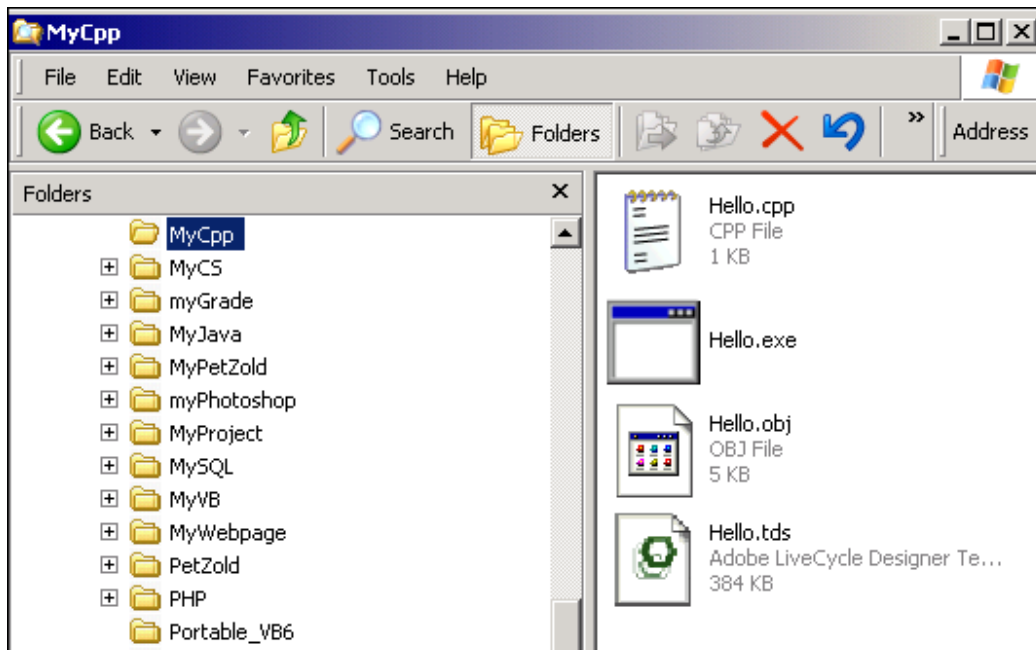 MyCpp
File Edit View Favorites Tools Help
Back Search Folders » Address
Folders
MyCpp
MyCS
myGrade
MyJava
MyPetZold
myPhotoshop
MyProject
MySQL
MyVB
MyWebpage
PetZold
PHP
Portable_VB6
Hello.cpp
CPP File
1 KB
Hello.exe
Hello.obj
OBJ File
5 KB
Hello.tds
Adobe LiveCycle Designer Te...
384 KB